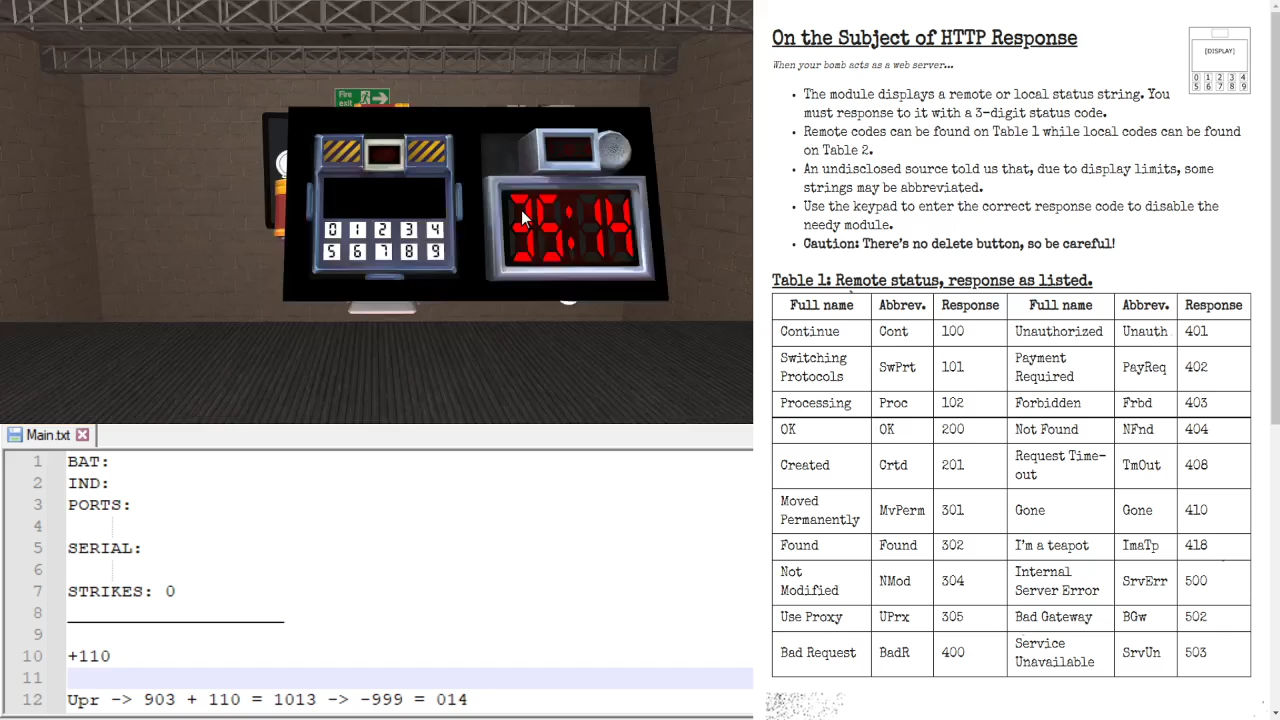 Fire
exit
0 1 2 3 4
5 6 7 8 9
35:14
Main.txt
1 BAT:
2 IND:
3 PORTS:
4
5 SERIAL:
6
7 STRIKES: 0
8
9
10 +110
11
12 Upr -> 903 + 110 = 1013 -> -999 = 014
On the Subject of HTTP Response
When your bomb acts as a web server...
[DISPLAY]
0 1 2 3 4
5 6 7 8 9
• The module displays a remote or local status string. You
must response to it with a 3-digit status code.
• Remote codes can be found on Table 1 while local codes can be found
on Table 2.
• An undisclosed source told us that, due to display limits, some
strings may be abbreviated.
• Use the keypad to enter the correct response code to disable the
needy module.
• Caution: There's no delete button, so be careful!
Table 1: Remote status, response as listed.
Full name Abbrev. Response Full name Abbrev. Response
Continue Cont 100 Unauthorized Unauth 401
Switching
Protocols SwPrt 101 Payment
Required PayReq 402
Processing Proc 102 Forbidden Frbd 403
OK OK 200 Not Found NFnd 404
Created Crtd 201 Request Time-
out TmOut 408
Moved
Permanently MvPerm 301 Gone Gone 410
Found Found 302 I'm a teapot ImaTp 418
Not
Modified NMod 304 Internal
Server Error SrvErr 500
Use Proxy UPrx 305 Bad Gateway BGw 502
Bad Request BadR 400 Service
Unavailable SrvUn 503